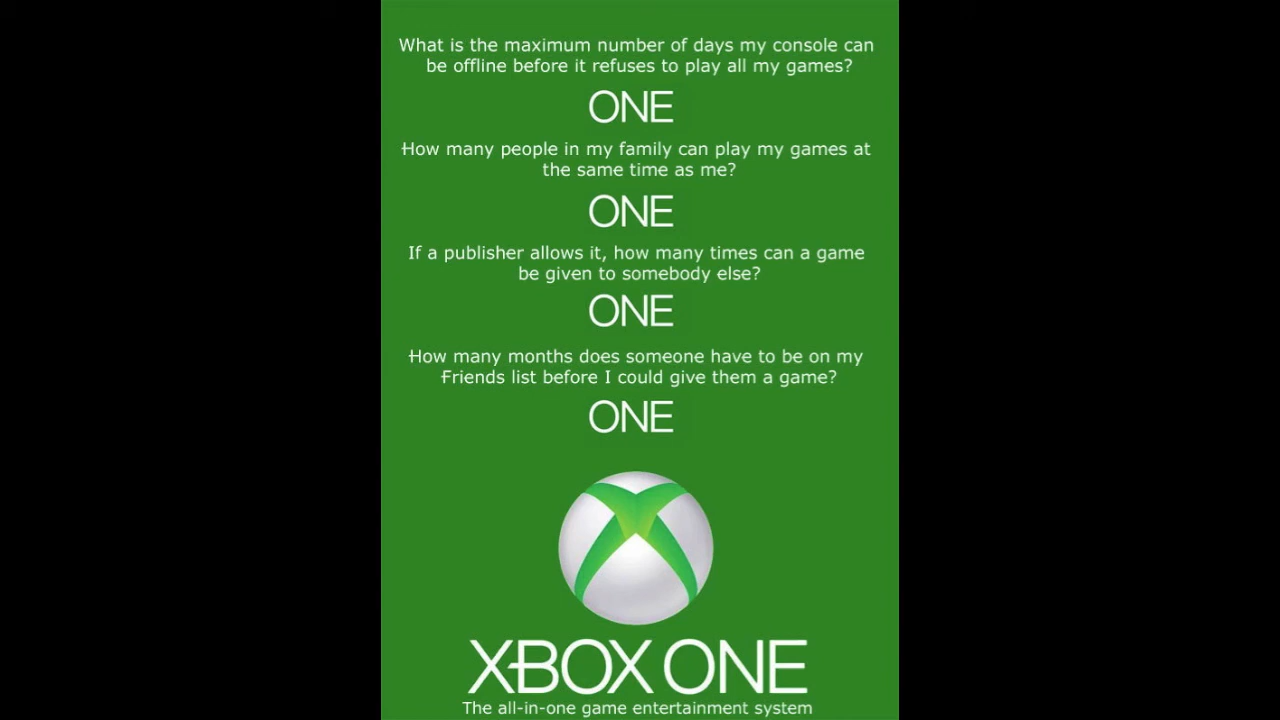 What is the maximum number of days my console can
be offline before it refuses to play all my games?
ONE
How many people in my family can play my games at
the same time as me?
ONE
If a publisher allows it, how many times can a game
be given to somebody else?
ONE
How many months does someone have to be on my
Friends list before I could give them a game?
ONE
XBOX ONE
The all-in-one game entertainment system